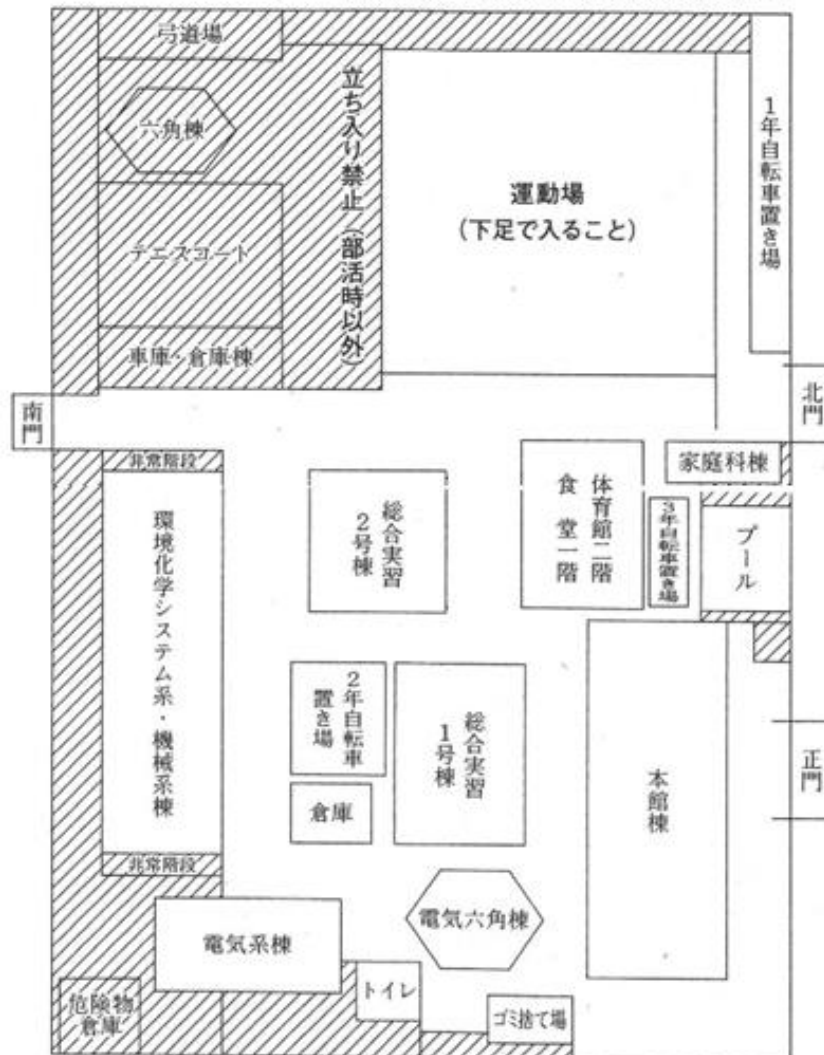 弓道場
六角棟
テニスコート
車庫・倉庫棟
立ち入り禁止(部活時以外)
運動場
(下足で入ること)
1年自転車置き場
南門
北門
非常階段
環境化学システム系・機械系棟
非常階段
総合実習
2号棟
体育館二階
食 堂一階
家庭科棟
3年自転車置き場
プール
2年自転車
置き場
倉庫
総合実習
1号棟
本館棟
正門
電気系棟
電気六角棟
トイレ
ゴミ捨て場
危険物
倉庫